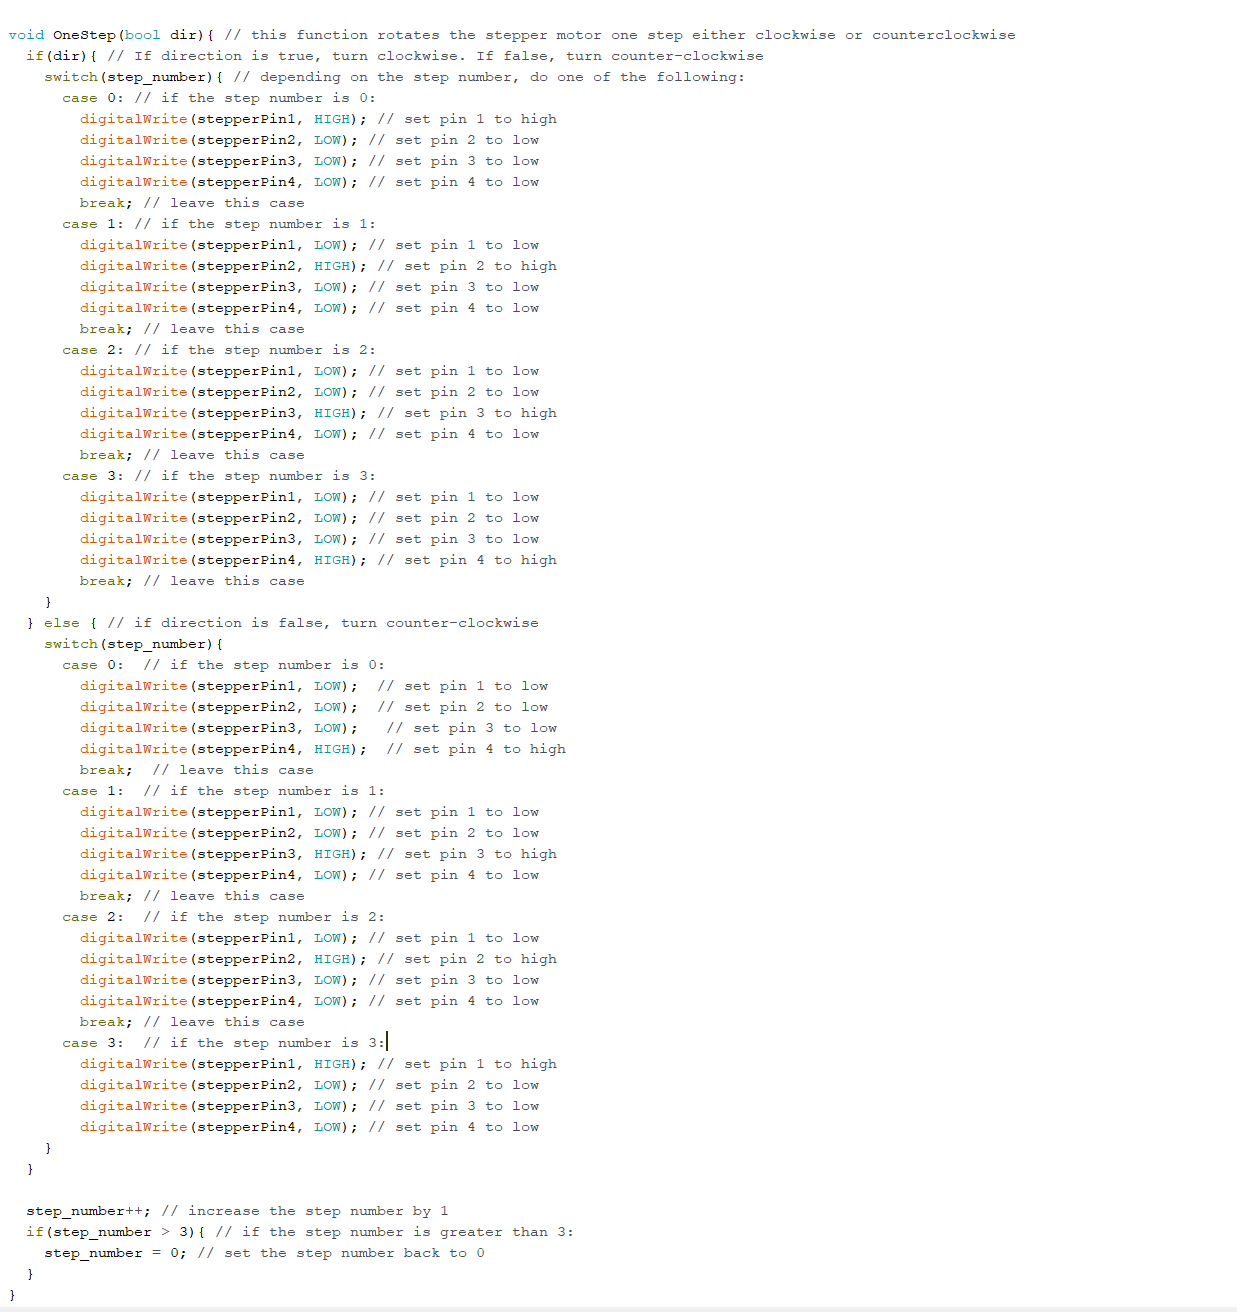 void OneStep(bool dir){ // this function rotates the stepper motor one step either clockwise or counterclockwise
  if(dir){ // If direction is true, turn clockwise. If false, turn counter-clockwise
    switch(step_number){ // depending on the step number, do one of the following:
      case 0: // if the step number is 0:
        digitalWrite(stepperPin1, HIGH); // set pin 1 to high
        digitalWrite(stepperPin2, LOW); // set pin 2 to low
        digitalWrite(stepperPin3, LOW); // set pin 3 to low
        digitalWrite(stepperPin4, LOW); // set pin 4 to low
        break; // leave this case
      case 1: // if the step number is 1:
        digitalWrite(stepperPin1, LOW); // set pin 1 to low
        digitalWrite(stepperPin2, HIGH); // set pin 2 to high
        digitalWrite(stepperPin3, LOW); // set pin 3 to low
        digitalWrite(stepperPin4, LOW); // set pin 4 to low
        break; // leave this case
      case 2: // if the step number is 2:
        digitalWrite(stepperPin1, LOW); // set pin 1 to low
        digitalWrite(stepperPin2, LOW); // set pin 2 to low
        digitalWrite(stepperPin3, HIGH); // set pin 3 to high
        digitalWrite(stepperPin4, LOW); // set pin 4 to low
        break; // leave this case
      case 3: // if the step number is 3:
        digitalWrite(stepperPin1, LOW); // set pin 1 to low
        digitalWrite(stepperPin2, LOW); // set pin 2 to low
        digitalWrite(stepperPin3, LOW); // set pin 3 to low
        digitalWrite(stepperPin4, HIGH); // set pin 4 to high
        break; // leave this case
    }
  } else { // if direction is false, turn counter-clockwise
    switch(step_number){
      case 0:  // if the step number is 0:
        digitalWrite(stepperPin1, LOW);  // set pin 1 to low
        digitalWrite(stepperPin2, LOW);  // set pin 2 to low
        digitalWrite(stepperPin3, LOW);   // set pin 3 to low
        digitalWrite(stepperPin4, HIGH);  // set pin 4 to high
        break;  // leave this case
      case 1:  // if the step number is 1:
        digitalWrite(stepperPin1, LOW); // set pin 1 to low
        digitalWrite(stepperPin2, LOW); // set pin 2 to low
        digitalWrite(stepperPin3, HIGH); // set pin 3 to high
        digitalWrite(stepperPin4, LOW); // set pin 4 to low
        break; // leave this case
      case 2:  // if the step number is 2:
        digitalWrite(stepperPin1, LOW); // set pin 1 to low
        digitalWrite(stepperPin2, HIGH); // set pin 2 to high
        digitalWrite(stepperPin3, LOW); // set pin 3 to low
        digitalWrite(stepperPin4, LOW); // set pin 4 to low
        break; // leave this case
      case 3:  // if the step number is 3:
        digitalWrite(stepperPin1, HIGH); // set pin 1 to high
        digitalWrite(stepperPin2, LOW); // set pin 2 to low
        digitalWrite(stepperPin3, LOW); // set pin 3 to low
        digitalWrite(stepperPin4, LOW); // set pin 4 to low
    }
  }

  step_number++; // increase the step number by 1
  if(step_number > 3){ // if the step number is greater than 3:
    step_number = 0; // set the step number back to 0
  }
}